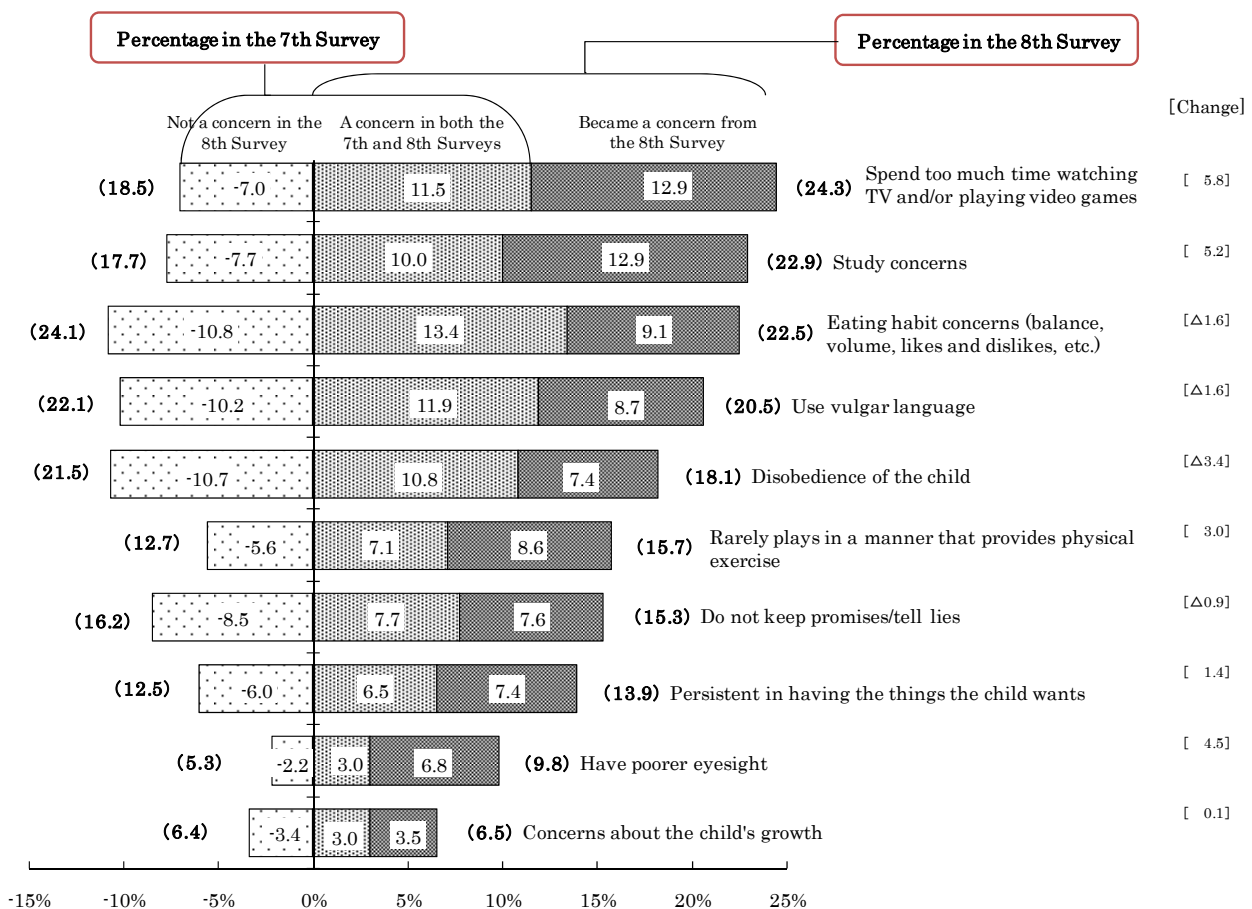 Percentage in the 7th Survey
Percentage in the 8th Survey
[Change]
Not a concern in the
8th Survey
A concern in both the
7th and 8th Surveys
Became a concern from
the 8th Survey
(18.5) -7.0 11.5 12.9 (24.3) Spend too much time watching
TV and/or playing video games
[ 5.8]
(17.7) -7.7 10.0 12.9 (22.9) Study concerns [ 5.2]
(24.1) -10.8 13.4 9.1 (22.5) Eating habit concerns (balance,
volume, likes and dislikes, etc.)
[△1.6]
(22.1) -10.2 11.9 8.7 (20.5) Use vulgar language [△1.6]
(21.5) -10.7 10.8 7.4 (18.1) Disobedience of the child [△3.4]
(12.7) -5.6 7.1 8.6 (15.7) Rarely plays in a manner that provides physical
exercise
[ 3.0]
(16.2) -8.5 7.7 7.6 (15.3) Do not keep promises/tell lies [△0.9]
(12.5) -6.0 6.5 7.4 (13.9) Persistent in having the things the child wants [ 1.4]
(5.3) -2.2 3.0 6.8 (9.8) Have poorer eyesight [ 4.5]
(6.4) -3.4 3.0 3.5 (6.5) Concerns about the child's growth [ 0.1]
-15% -10% -5% 0% 5% 10% 15% 20% 25%